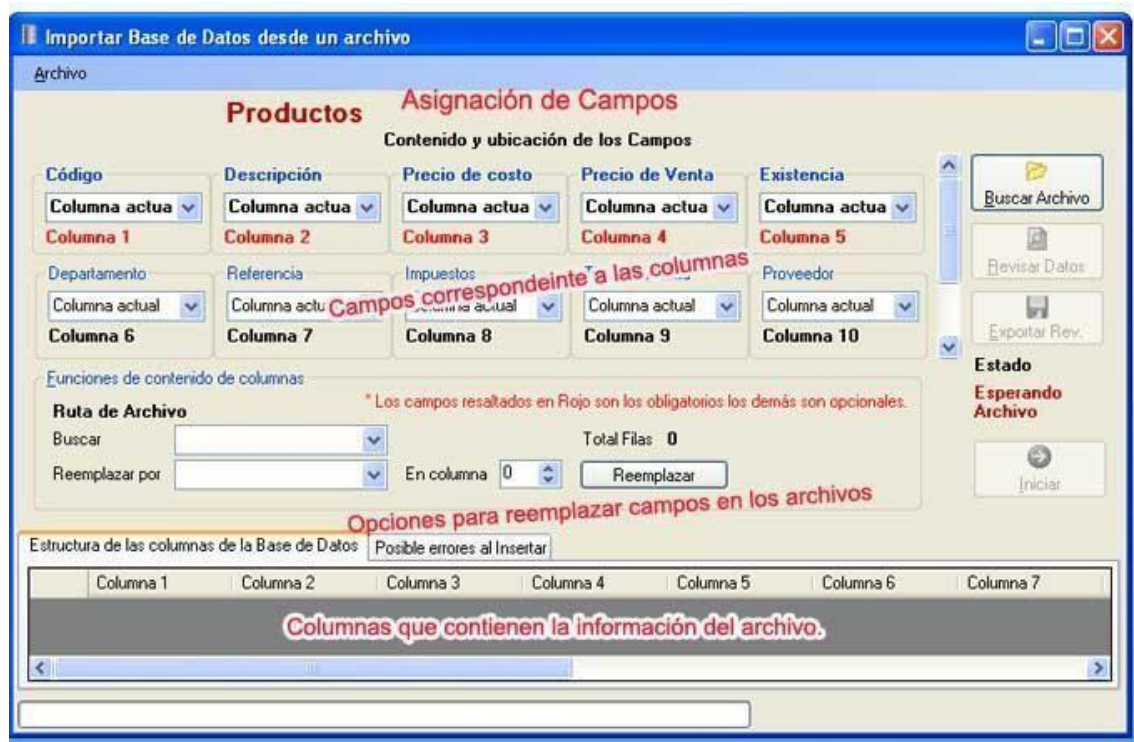 Importar Base de Datos desde un archivo
Archivo
Productos Asignación de Campos
Contenido y ubicación de los Campos
Código Descripción Precio de costo Precio de Venta Existencia
Columna actua Columna actua Columna actua Columna actua Columna actua
Columna 1 Columna 2 Columna 3 Columna 4 Columna 5
Departamento Referencia Impuestos Proveedor
Campos correspondeinte a las columnas
Columna actual Columna actual Columna actual Columna actual
Columna 6 Columna 7 Columna 8 Columna 9 Columna 10
Buscar Archivo
Revisar Datos
Exportar Rev.
Estado
Esperando
Archivo
Iniciar
Funciones de contenido de columnas
* Los campos resaltados en Rojo son los obligatorios los demás son opcionales.
Ruta de Archivo
Buscar Total Filas 0
Reemplazar por En columna 0 Reemplazar
Opciones para reemplazar campos en los archivos
Estructura de las columnas de la Base de Datos Posible errores al Insertar
Columna 1 Columna 2 Columna 3 Columna 4 Columna 5 Columna 6 Columna 7
Columnas que contienen la información del archivo.